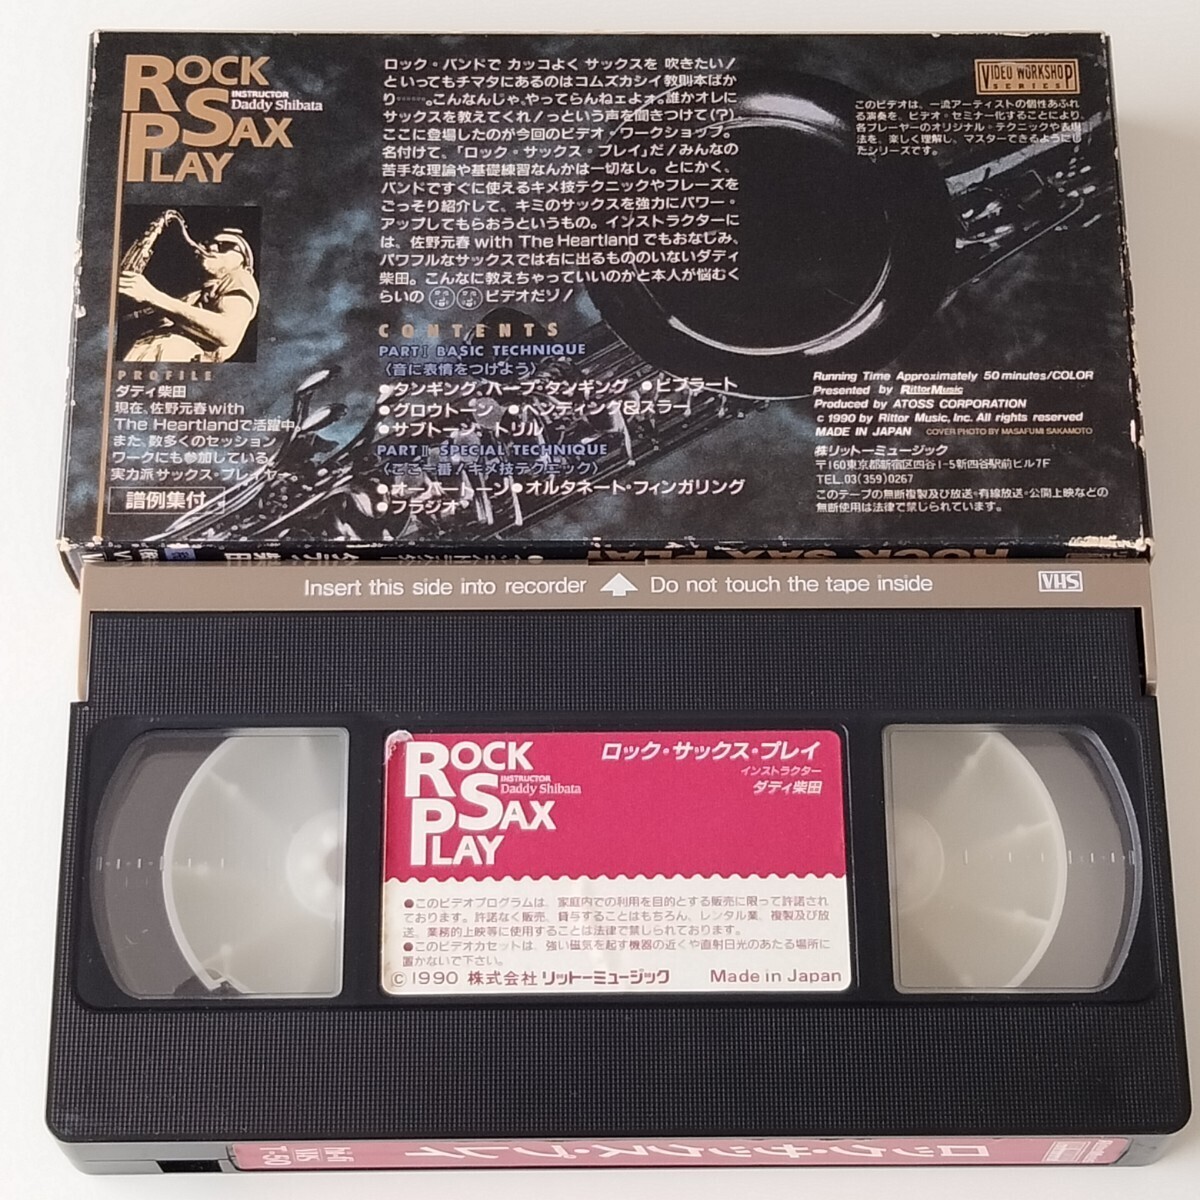 ROCK
INSTRUCTOR
Daddy Shibata
SAX
PLAY
ロック・バンドで カッコよく サックスを 吹きたい!
といってもチマタにあるのはコムズカシイ教則本ばか
り……。こんなんじゃ、やってらんねェよォ。誰かオレに
サックスを教えてくれ!っという声を聞きつけて(?)、
ここに登場したのが今回のビデオ・ワークショップ。
名付けて、「ロック・サックス・プレイ」だ!みんなの
苦手な理論や基礎練習なんかは一切なし。とにかく、
バンドですぐに使えるキメ技テクニックやフレーズを
ごっそり紹介して、キミのサックスを強力にパワー・
アップしてもらおうというもの。インストラクターに
は、佐野元春 with The Heartland でもおなじみ、
パワフルなサックスでは右に出るもののいないダディ
柴田。こんなに教えちゃっていいのかと本人が悩むく
らいの ビデオだゾ!
CONTENTS
PART I BASIC TECHNIQUE
〈音に表情をつけよう〉
●タンギング、ハーフ・タンギング ●ビブラート
●グロウトーン ●ベンディング&スラー
●サブトーン、トリル
PART II SPECIAL TECHNIQUE
〈ここ一番!キメ技テクニック〉
●オーバートーン ●オルタネート・フィンガリング
●フラジオ
PROFILE
ダディ柴田
現在、佐野元春with
The Heartlandで活躍中。
また、数多くのセッション
ワークにも参加している
実力派サックス・プレイヤー。
譜例集付
VIDEO WORKSHOP
SERIES
このビデオは、一流アーティストの個性あふれ
る演奏を、ビデオ・セミナー化することにより、
各プレーヤーのオリジナル・テクニックや表現
法を、楽しく理解し、マスターできるようにし
たシリーズです。
Running Time Approximately 50 minutes/COLOR
Presented by RitterMusic
Produced by ATOSS CORPORATION
© 1990 by Ritter Music, Inc. All rights reserved
MADE IN JAPAN COVER PHOTO BY MASAFUMI SAKAMOTO
㈱リットーミュージック
〒160東京都新宿区四谷1-5新四谷駅前ビル7F
TEL.03(359)0267
このテープの無断複製及び放送・有線放送・公開上映などの
無断使用は法律で禁じられています。
ROCK SAX PLAY
Insert this side into recorder Do not touch the tape inside
VHS
ROCK
INSTRUCTOR
Daddy Shibata
SAX
PLAY
ロック・サックス・プレイ
インストラクター
ダディ柴田
●このビデオプログラムは、家庭内での利用を目的とする販売に限って許諾され
ております。許諾なく販売、貸与することはもちろん、レンタル業、複製及び放
送、業務的上映等に使用することは法律で禁じられております。
●このビデオカセットは、強い磁気を起す機器の近くや直射日光のあたる場所に
置かないで下さい。
©1990 株式会社 リットーミュージック Made in Japan
ロック・サックス・プレイ
hi-fi
VHS
T-50